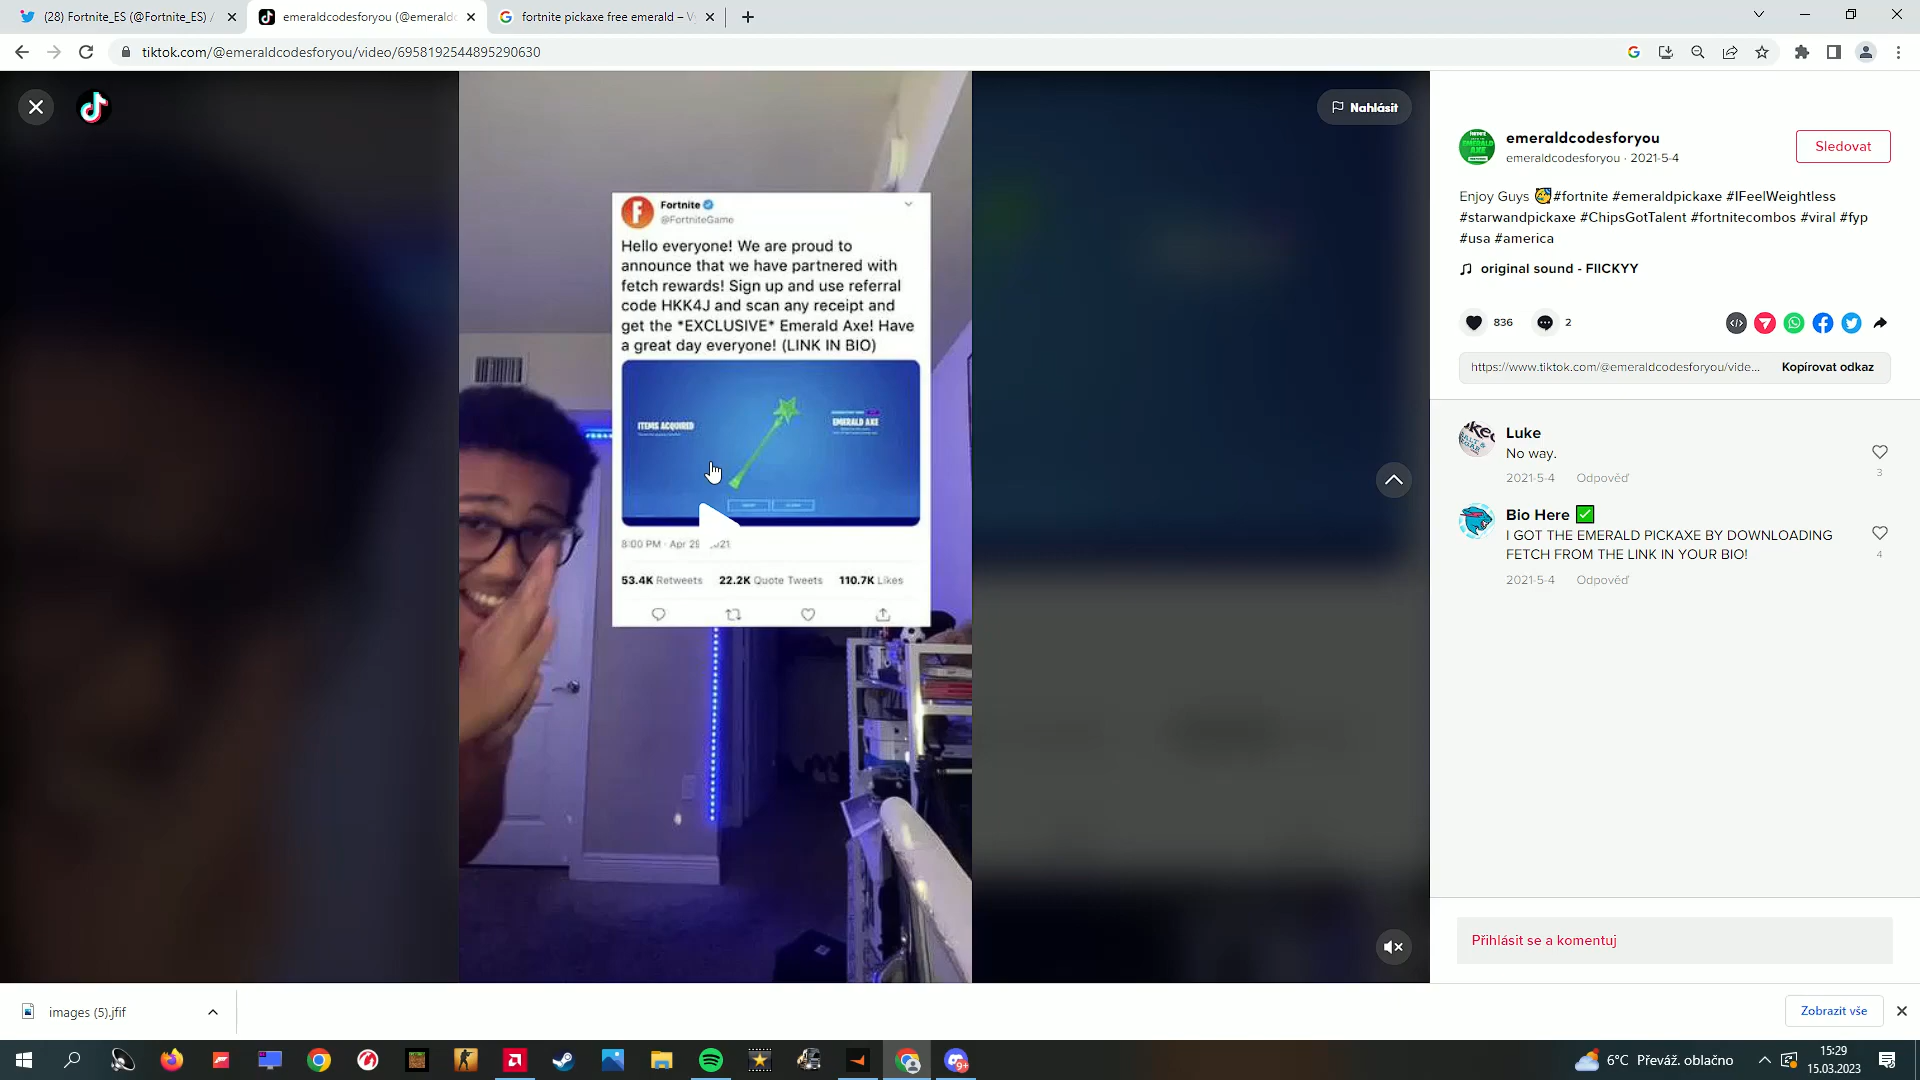 (28) Fortnite_ES (@Fortnite_ES) /
emeraldcodesforyou (@emerald
fortnite pickaxe free emerald – V
tiktok.com/@emeraldcodesforyou/video/6958192544895290630
Nahlásit
Fortnite
@FortniteGame
Hello everyone! We are proud to
announce that we have partnered with
fetch rewards! Sign up and use referral
code HKK4J and scan any receipt and
get the *EXCLUSIVE* Emerald Axe! Have
a great day everyone! (LINK IN BIO)
ITEMS ACQUIRED
EMERALD AXE
8:00 PM · Apr 2
021
53.4K Retweets 22.2K Quote Tweets 110.7K Likes
emeraldcodesforyou
emeraldcodesforyou · 2021-5-4
Sledovat
Enjoy Guys 🥳#fortnite #emeraldpickaxe #IFeelWeightless
#starwandpickaxe #ChipsGotTalent #fortnitecombos #viral #fyp
#usa #america
original sound - FIICKYY
836
2
https://www.tiktok.com/@emeraldcodesforyou/vide...
Kopírovat odkaz
Luke
No way.
2021-5-4 Odpověď
3
Bio Here ✅
I GOT THE EMERALD PICKAXE BY DOWNLOADING
FETCH FROM THE LINK IN YOUR BIO!
2021-5-4 Odpověď
4
Přihlásit se a komentuj
images (5).jfif
Zobrazit vše
9+
6°C Převáž. oblačno
15:29
15.03.2023